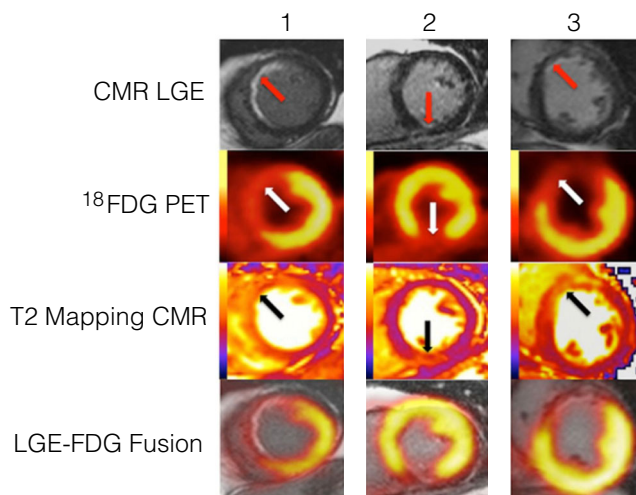 1 2 3
CMR LGE
18FDG PET
T2 Mapping CMR
LGE-FDG Fusion